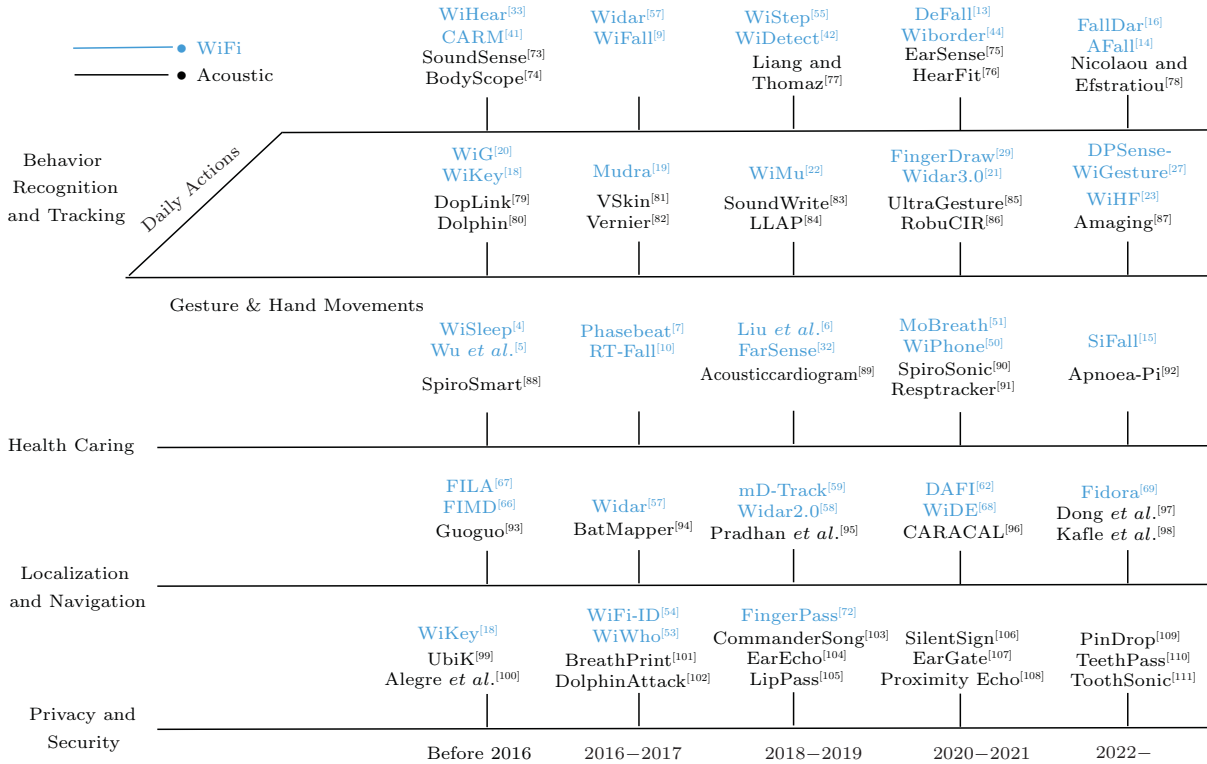 WiFi
Acoustic
WiHear[33]
CARM[41]
SoundSense[73]
BodyScope[74]
Widar[57]
WiFall[9]
WiStep[55]
WiDetect[42]
Liang and
Thomaz[77]
DeFall[13]
Wiborder[44]
EarSense[75]
HearFit[76]
FallDar[16]
AFall[14]
Nicolaou and
Efstratiou[78]
Behavior
Recognition
and Tracking
Daily Actions
WiG[20]
WiKey[18]
DopLink[79]
Dolphin[80]
Mudra[19]
VSkin[81]
Vernier[82]
WiMu[22]
SoundWrite[83]
LLAP[84]
FingerDraw[29]
Widar3.0[21]
UltraGesture[85]
RobuCIR[86]
DPSense-
WiGesture[27]
WiHF[23]
Amaging[87]
Gesture & Hand Movements
WiSleep[4]
Wu et al.[5]
SpiroSmart[88]
Phasebeat[7]
RT-Fall[10]
Liu et al.[6]
FarSense[32]
Acousticcardiogram[89]
MoBreath[51]
WiPhone[50]
SpiroSonic[90]
Resptracker[91]
SiFall[15]
Apnoea-Pi[92]
Health Caring
FILA[67]
FIMD[66]
Guoguo[93]
Widar[57]
BatMapper[94]
mD-Track[59]
Widar2.0[58]
Pradhan et al.[95]
DAFI[62]
WiDE[68]
CARACAL[96]
Fidora[69]
Dong et al.[97]
Kafle et al.[98]
Localization
and Navigation
WiKey[18]
UbiK[99]
Alegre et al.[100]
WiFi-ID[54]
WiWho[53]
BreathPrint[101]
DolphinAttack[102]
FingerPass[72]
CommanderSong[103]
EarEcho[104]
LipPass[105]
SilentSign[106]
EarGate[107]
Proximity Echo[108]
PinDrop[109]
TeethPass[110]
ToothSonic[111]
Privacy and
Security
Before 2016
2016−2017
2018−2019
2020−2021
2022−